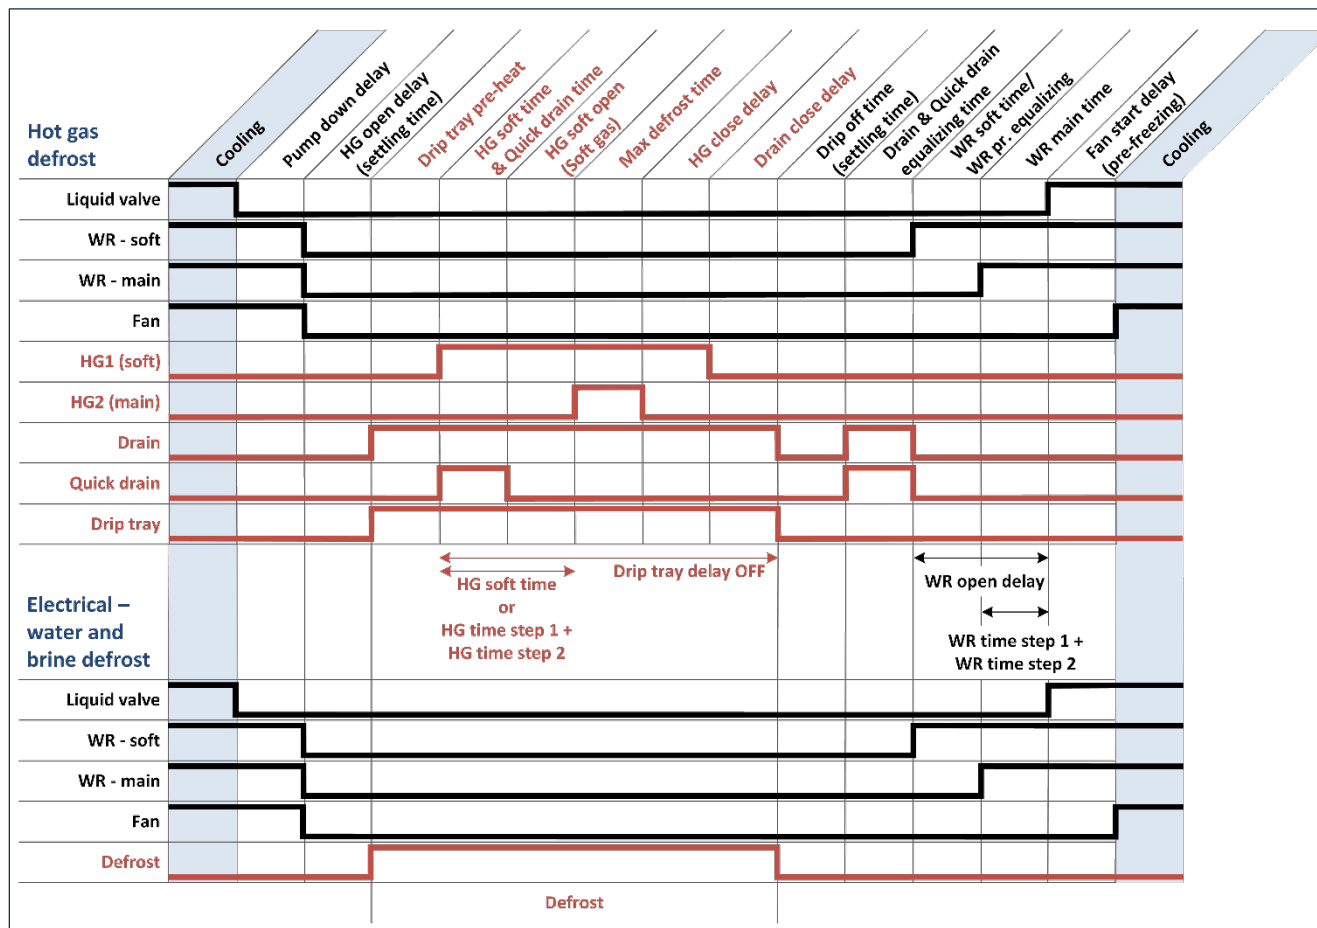 Cooling
Pump down delay
HG open delay
(settling time)
Drip tray pre-heat
HG soft time
& Quick drain time
HG soft open
(Soft gas)
Max defrost time
HG close delay
Drain close delay
Drip off time
(settling time)
Drain & Quick drain
equalizing time
WR soft time/
WR pr. equalizing
WR main time
Fan start delay
(pre-freezing)
Cooling
Hot gas
defrost
Liquid valve
WR - soft
WR - main
Fan
HG1 (soft)
HG2 (main)
Drain
Quick drain
Drip tray
Drip tray delay OFF
HG soft time
or
HG time step 1 +
HG time step 2
WR open delay
WR time step 1 +
WR time step 2
Electrical –
water and
brine defrost
Liquid valve
WR - soft
WR - main
Fan
Defrost
Defrost